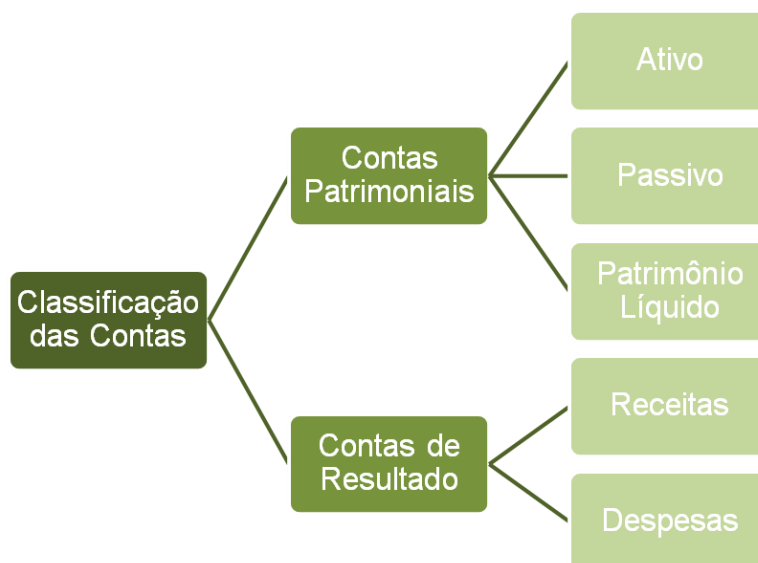 Classificação
das Contas
Contas
Patrimoniais
Ativo
Passivo
Patrimônio
Líquido
Contas de
Resultado
Receitas
Despesas